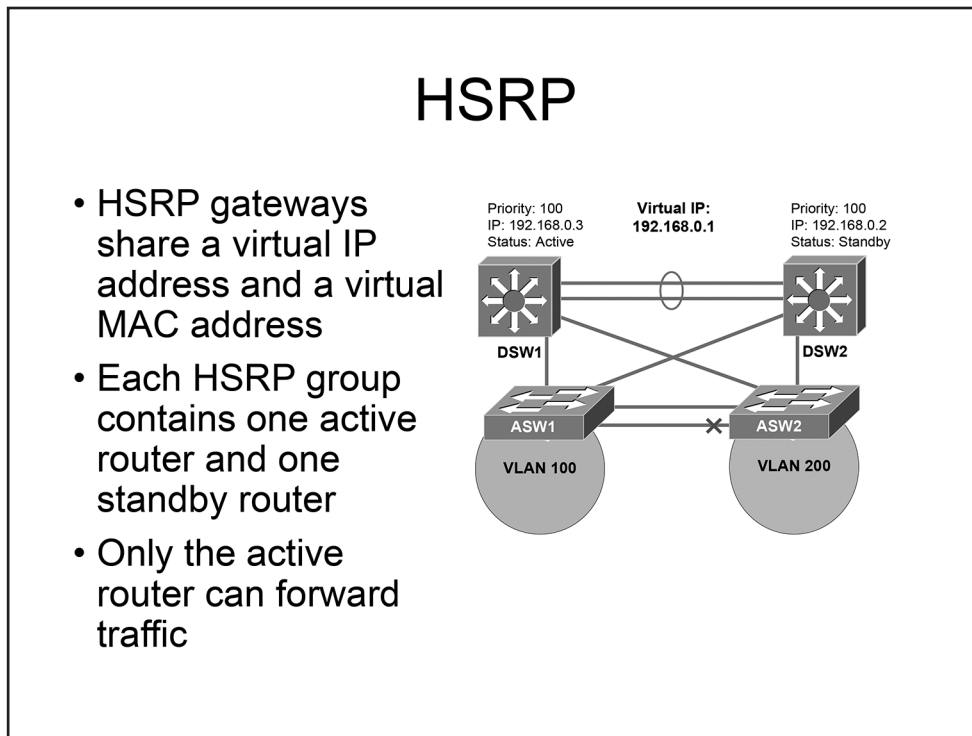 HSRP
• HSRP gateways
share a virtual IP
address and a virtual
MAC address
• Each HSRP group
contains one active
router and one
standby router
• Only the active
router can forward
traffic
Priority: 100
IP: 192.168.0.3
Status: Active
Virtual IP:
192.168.0.1
Priority: 100
IP: 192.168.0.2
Status: Standby
DSW1
DSW2
ASW1
ASW2
VLAN 100
VLAN 200